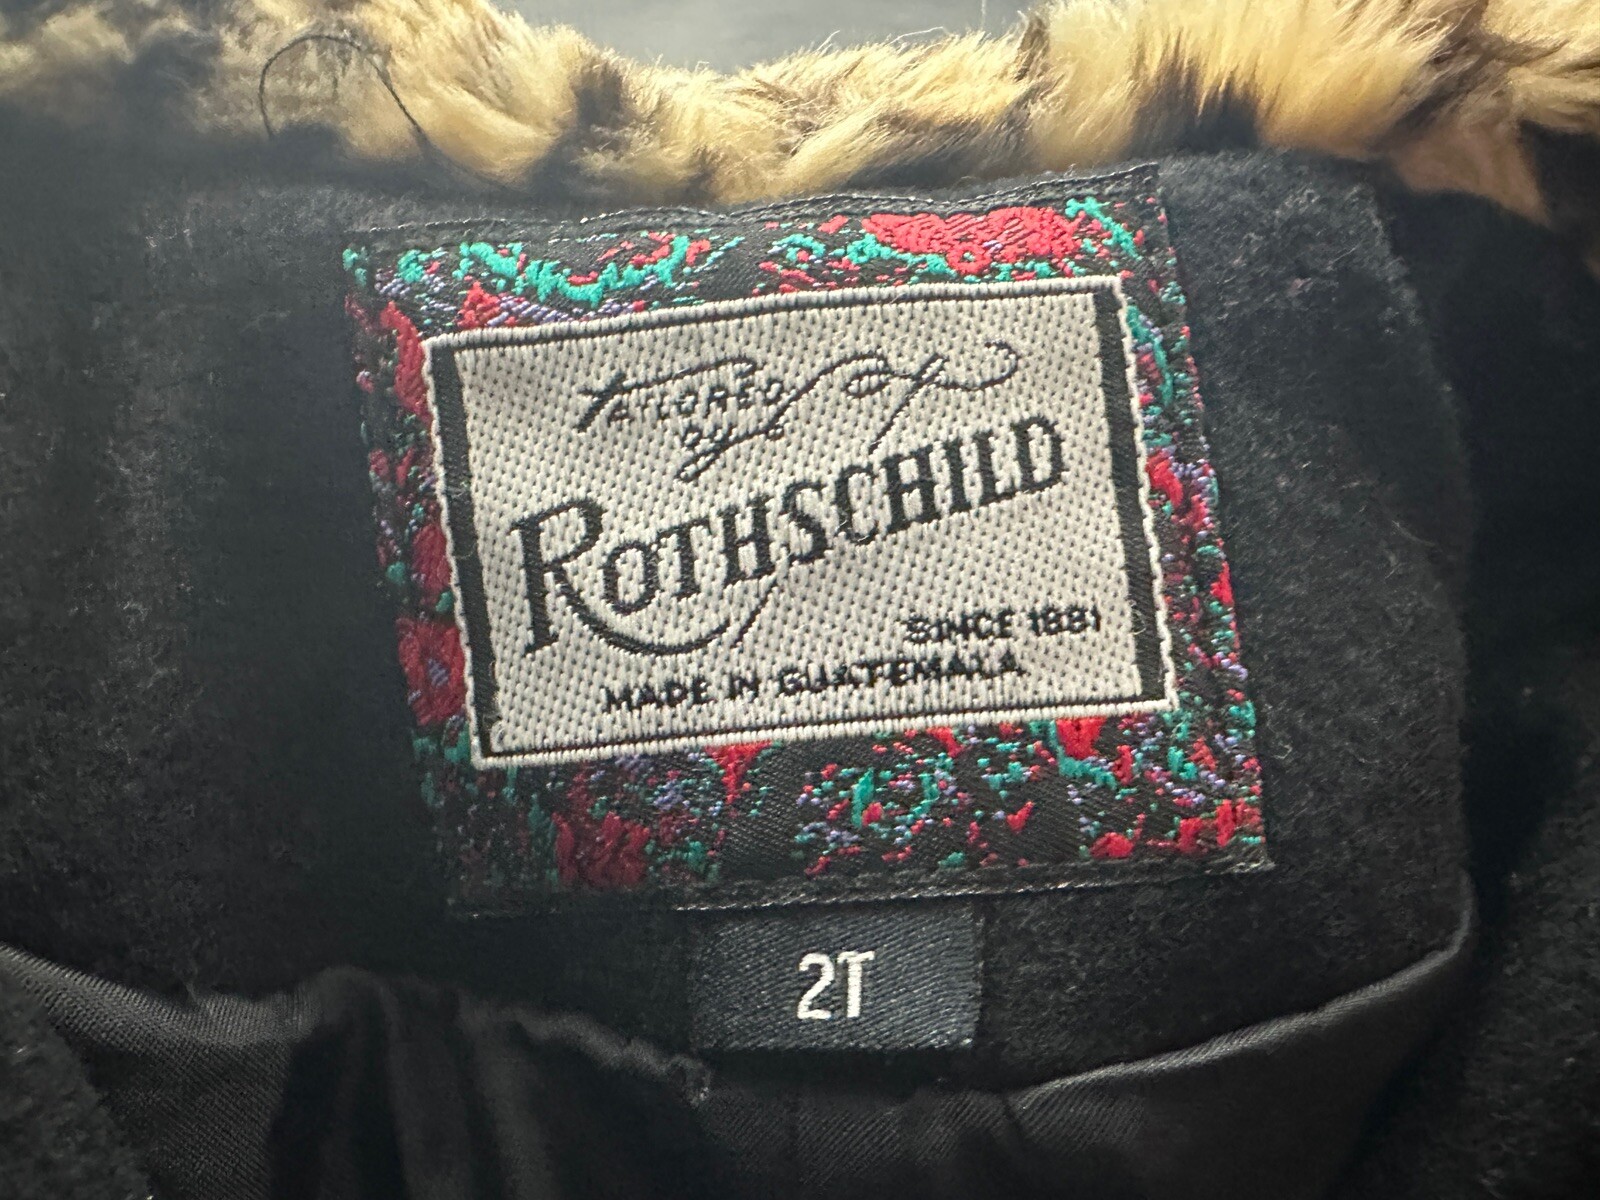 TAILORED
by
ROTHSCHILD
SINCE 1881
MADE IN GUATEMALA
2T